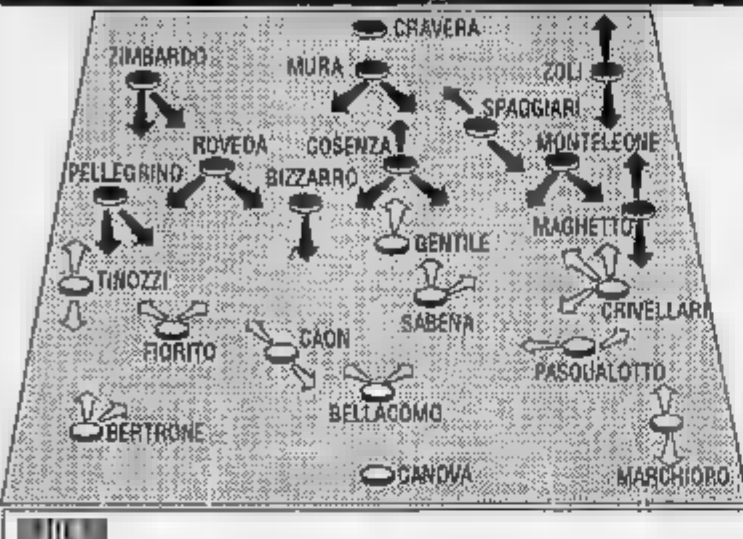 CRAVERA
ZIMBARDO
MURA
ZOLI
SPAGGIARI
ROVEDA
COSENZA
MONTELEONE
PELLEGRINO
BIZZARRO
MAGHETTO
GENTILE
TINOZZI
CRIVELLARI
SABENA
FIORITO
CAON
PASQUALOTTO
BELLACOMO
BERTRONE
CANOVA
MARCHIORO